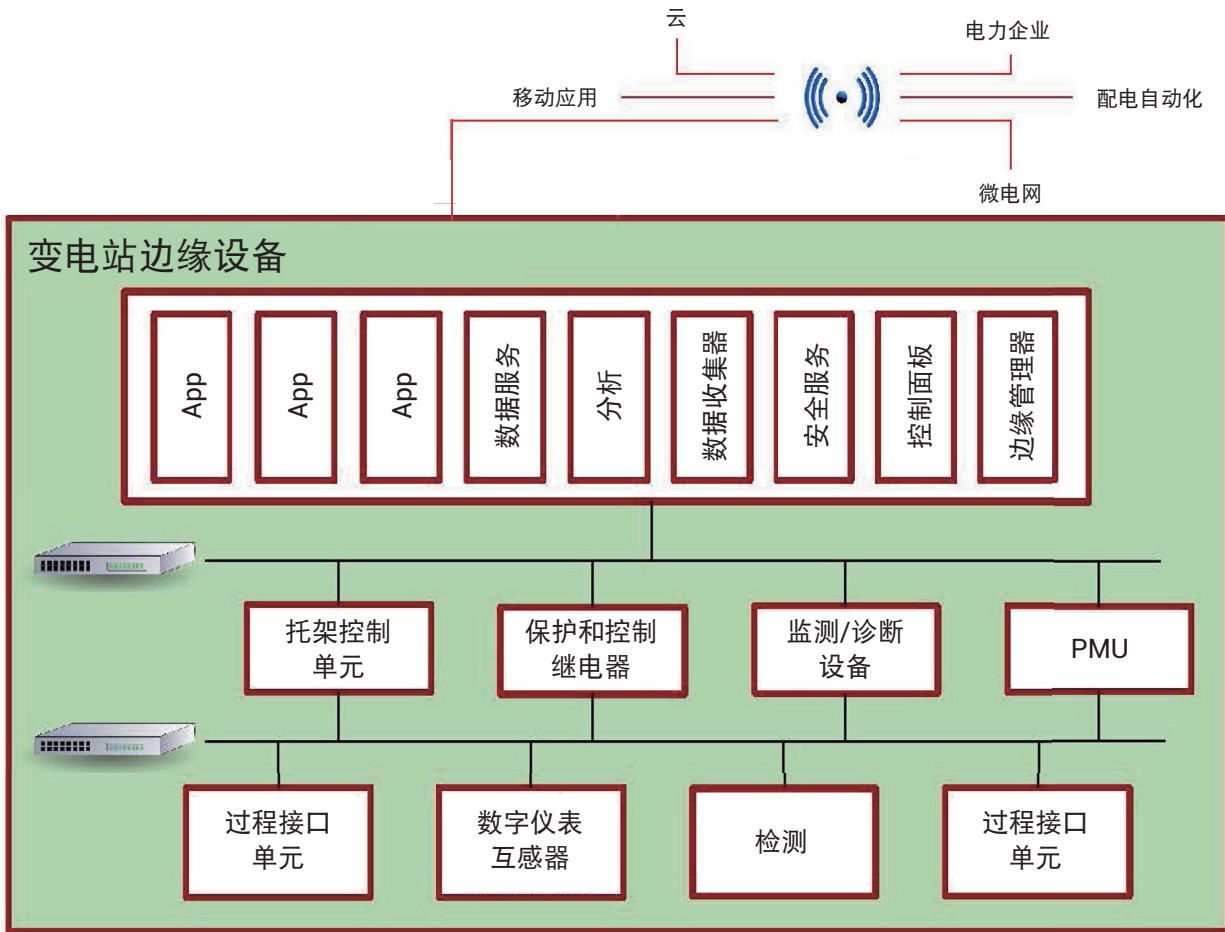 云
电力企业
移动应用
配电自动化
微电网
变电站边缘设备
App
App
App
数据服务
分析
数据收集器
安全服务
控制面板
边缘管理器
托架控制
单元
保护和控制
继电器
监测/诊断
设备
PMU
过程接口
单元
数字仪表
互感器
检测
过程接口
单元